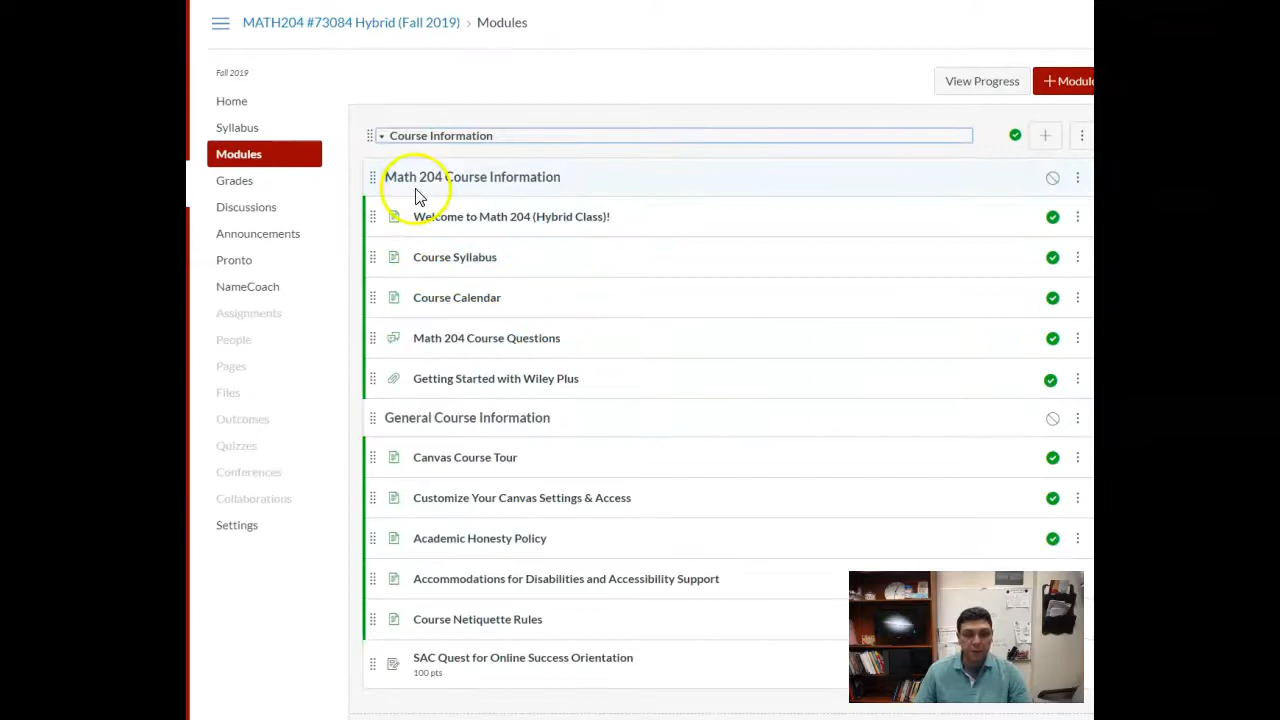 MATH204 #73084 Hybrid (Fall 2019) › Modules
Fall 2019
Home
Syllabus
Modules
Grades
Discussions
Announcements
Pronto
NameCoach
Assignments
People
Pages
Files
Outcomes
Quizzes
Conferences
Collaborations
Settings
View Progress
+ Module
Course Information
Math 204 Course Information
Welcome to Math 204 (Hybrid Class)!
Course Syllabus
Course Calendar
Math 204 Course Questions
Getting Started with Wiley Plus
General Course Information
Canvas Course Tour
Customize Your Canvas Settings & Access
Academic Honesty Policy
Accommodations for Disabilities and Accessibility Support
Course Netiquette Rules
SAC Quest for Online Success Orientation
100 pts